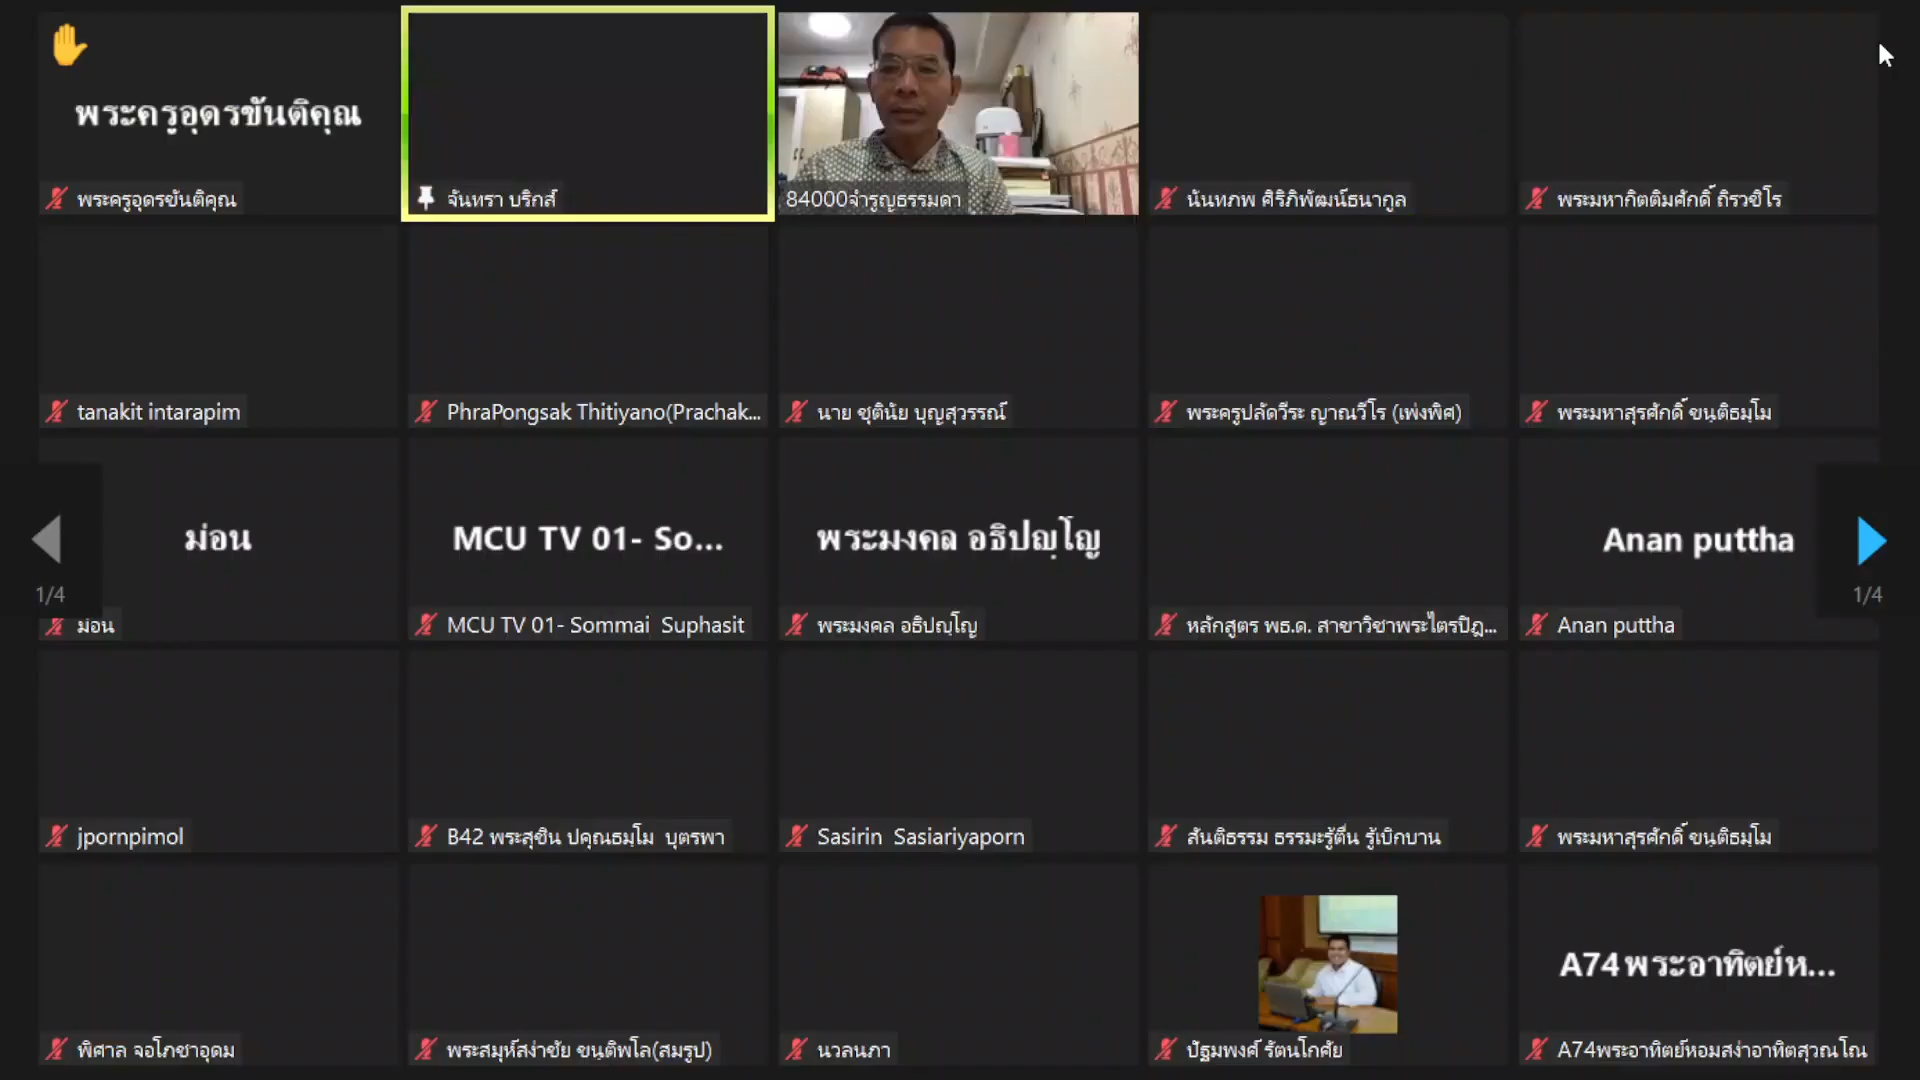 พระครูอุดรขันติคุณ
พระครูอุดรขันติคุณ
จันทรา บริกส์
84000จำรูญธรรมดา
นันทภพ ศิริภิพัฒน์ธนากูล
พระมหากิตติมศักดิ์ ถิรวชิโร
tanakit intarapim
PhraPongsak Thitiyano(Prachak...
นาย ชุตินัย บุญสุวรรณ์
พระครูปลัดวีระ ญาณวีโร (เพ่งพิศ)
พระมหาสุรศักดิ์ ขนฺติธมฺโม
ม่อน
MCU TV 01- So...
พระมงคล อธิปญฺโญ
Anan puttha
1/4
1/4
ม่อน
MCU TV 01- Sommai  Suphasit
พระมงคล อธิปญฺโญ
หลักสูตร พธ.ด. สาขาวิชาพระไตรปิฎ...
Anan puttha
jpornpimol
B42 พระสุชิน ปคุณธมฺโม  บุตรพา
Sasirin  Sasiariyaporn
สันติธรรม ธรรมะรู้ตื่น รู้เบิกบาน
พระมหาสุรศักดิ์ ขนฺติธมฺโม
A74พระอาทิตย์ห...
พิศาล จอโภชาอุดม
พระสมุห์สง่าชัย ขนฺติพโล(สมรูป)
นวลนภา
ปัฐมพงศ์ รัตนโกศัย
A74พระอาทิตย์หอมสง่าอาทิตสุวณโณ